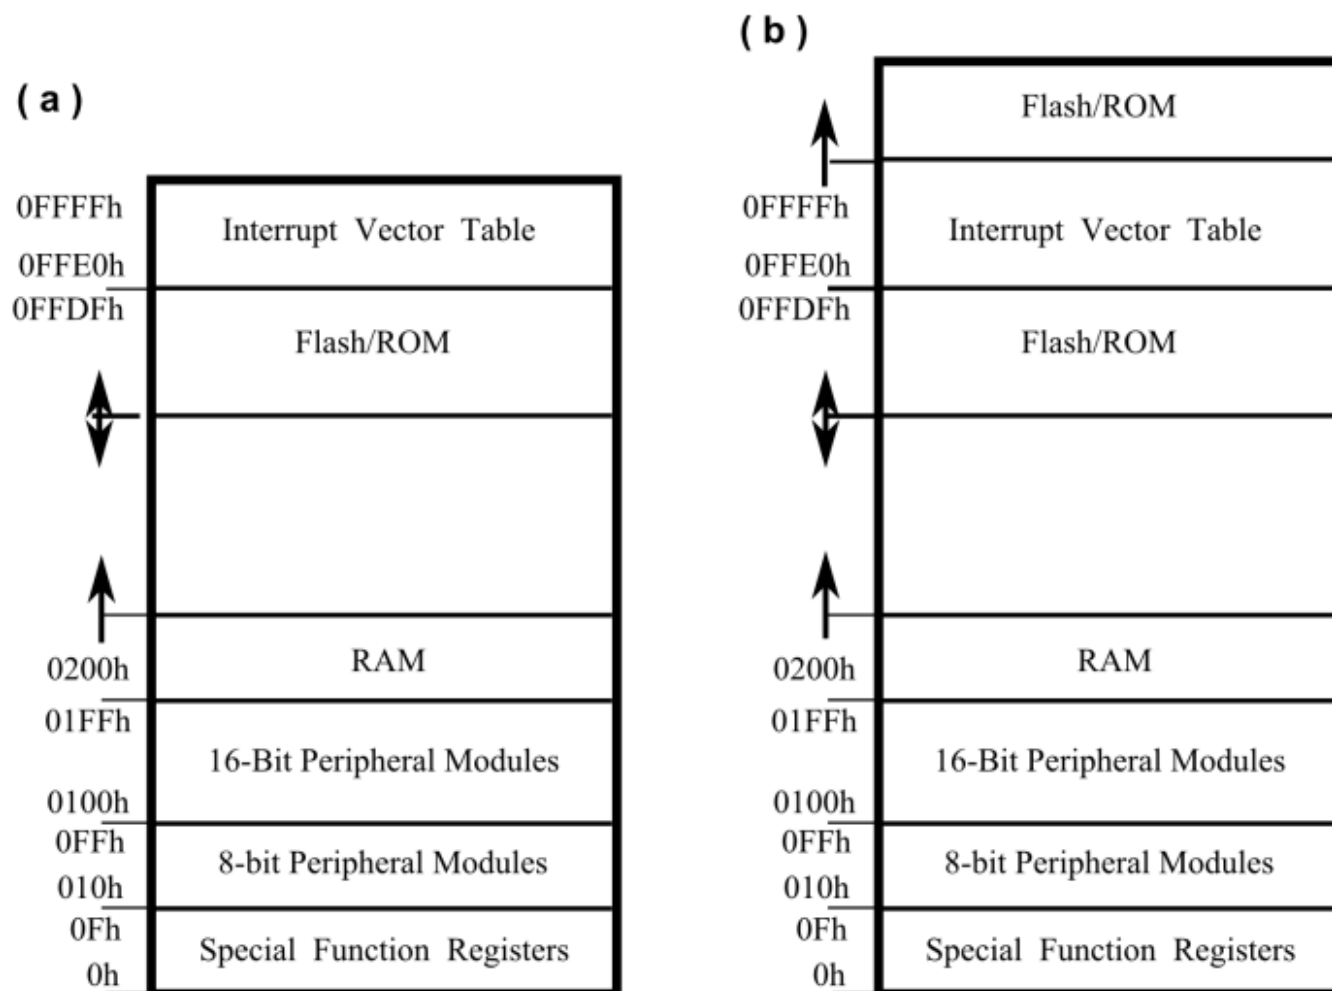 ( a )
0FFFFh
Interrupt Vector Table
0FFE0h
0FFDFh
Flash/ROM
0200h
RAM
01FFh
16-Bit Peripheral Modules
0100h
0FFh
8-bit Peripheral Modules
010h
0Fh
Special Function Registers
0h
( b )
Flash/ROM
0FFFFh
Interrupt Vector Table
0FFE0h
0FFDFh
Flash/ROM
0200h
RAM
01FFh
16-Bit Peripheral Modules
0100h
0FFh
8-bit Peripheral Modules
010h
0Fh
Special Function Registers
0h